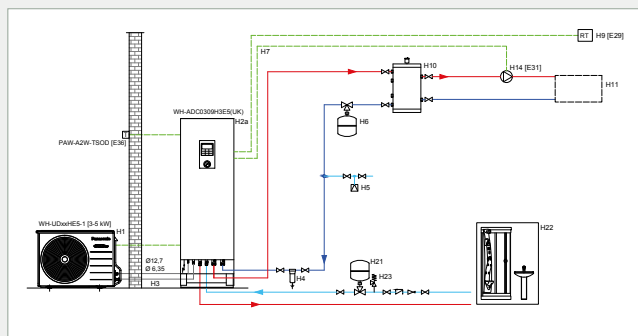 RT
H9 [E29]
H7
H10
H14 [E31]
H11
WH-ADC0309H3E5(UK)
H2a
H6
T
PAW-A2W-TSOD [E36]
H5
WH-UDxxHE5-1 [3-5 kW]
H1
Panasonic
H22
Ø12,7
Ø 6,35
H3
H4
H21
H23